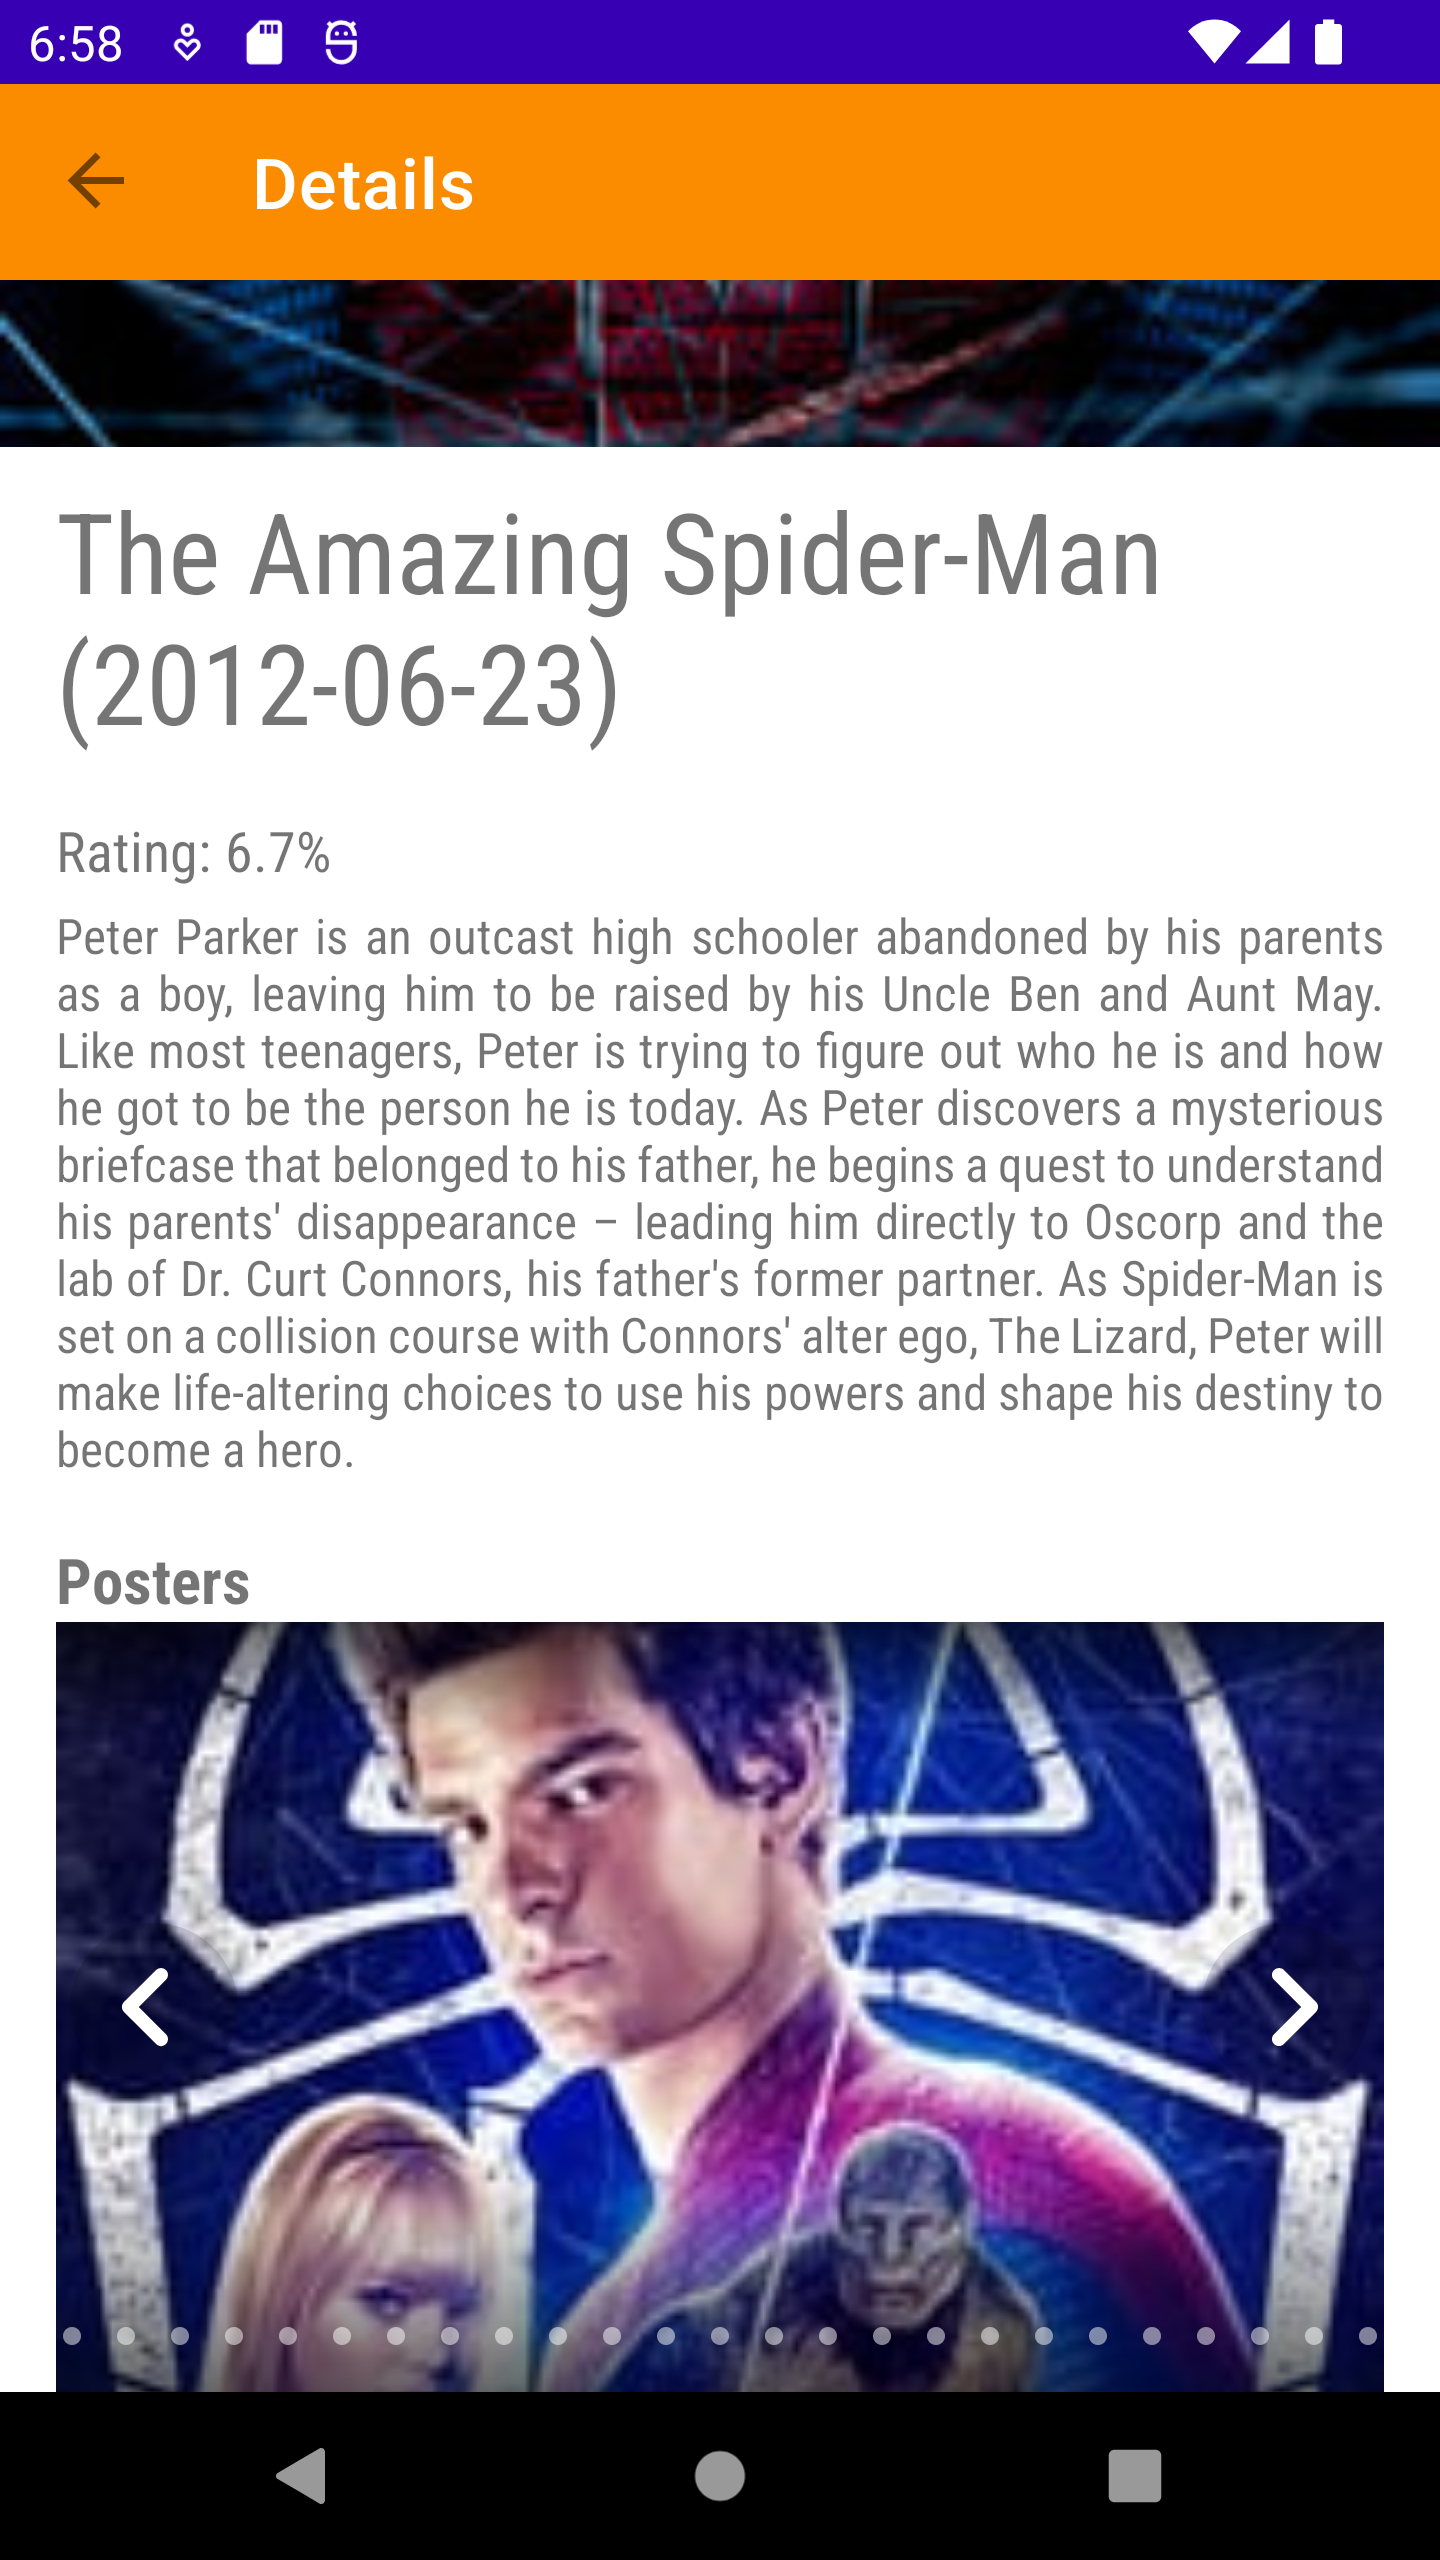 6:58
Details
The Amazing Spider-Man
(2012-06-23)
Rating: 6.7%
Peter Parker is an outcast high schooler abandoned by his parents
as a boy, leaving him to be raised by his Uncle Ben and Aunt May.
Like most teenagers, Peter is trying to figure out who he is and how
he got to be the person he is today. As Peter discovers a mysterious
briefcase that belonged to his father, he begins a quest to understand
his parents' disappearance – leading him directly to Oscorp and the
lab of Dr. Curt Connors, his father's former partner. As Spider-Man is
set on a collision course with Connors' alter ego, The Lizard, Peter will
make life-altering choices to use his powers and shape his destiny to
become a hero.
Posters